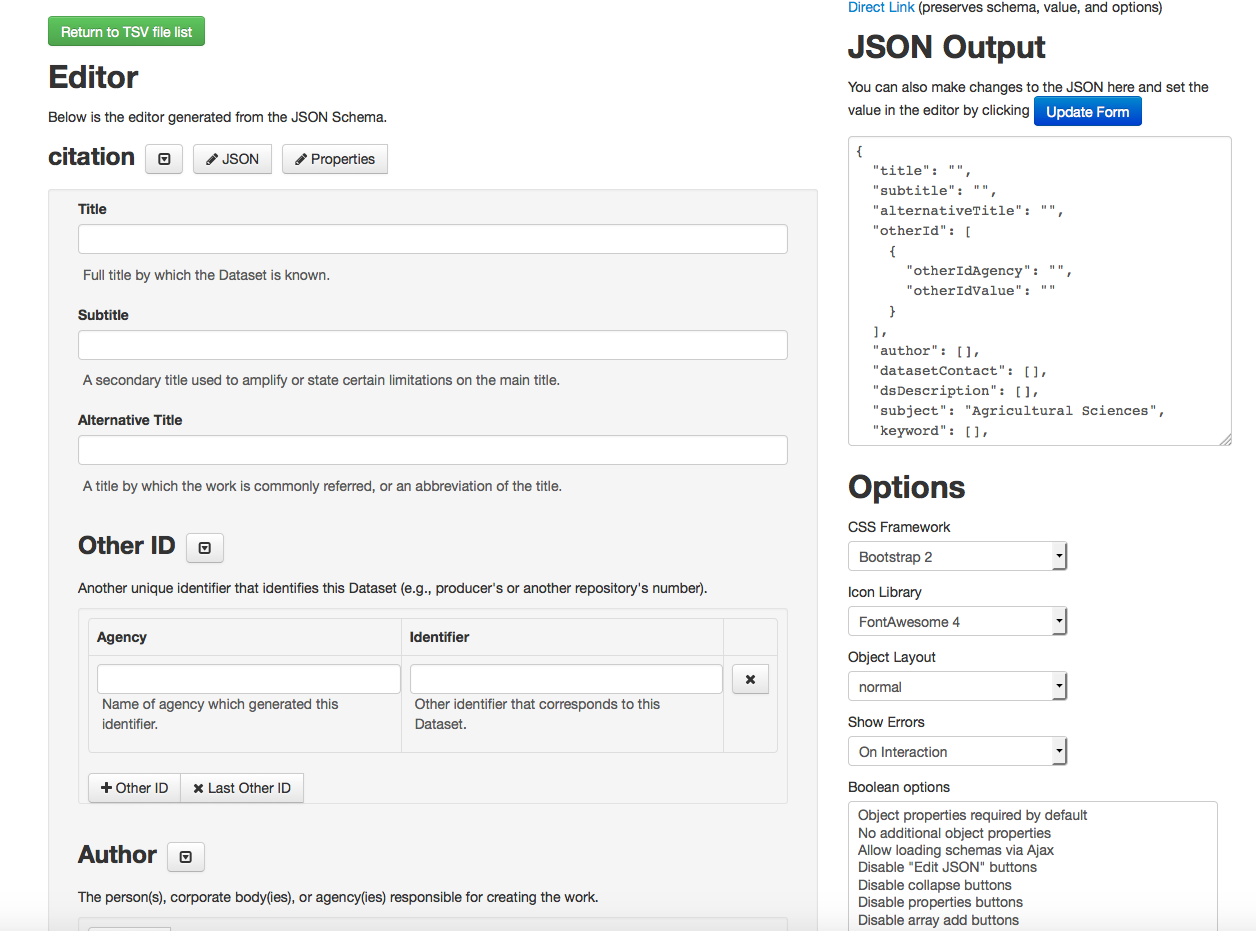 Return to TSV file list
Editor
Below is the editor generated from the JSON Schema.
citation
JSON
Properties
Title
Full title by which the Dataset is known.
Subtitle
A secondary title used to amplify or state certain limitations on the main title.
Alternative Title
A title by which the work is commonly referred, or an abbreviation of the title.
Other ID
Another unique identifier that identifies this Dataset (e.g., producer's or another repository's number).
Agency
Identifier
Name of agency which generated this
identifier.
Other identifier that corresponds to this
Dataset.
Other ID
Last Other ID
Author
The person(s), corporate body(ies), or agency(ies) responsible for creating the work.
Direct Link (preserves schema, value, and options)
JSON Output
You can also make changes to the JSON here and set the
value in the editor by clicking Update Form
{
  "title": "",
  "subtitle": "",
  "alternativeTitle": "",
  "otherId": [
    {
      "otherIdAgency": "",
      "otherIdValue": ""
    }
  ],
  "author": [],
  "datasetContact": [],
  "dsDescription": [],
  "subject": "Agricultural Sciences",
  "keyword": [],
Options
CSS Framework
Bootstrap 2
Icon Library
FontAwesome 4
Object Layout
normal
Show Errors
On Interaction
Boolean options
Object properties required by default
No additional object properties
Allow loading schemas via Ajax
Disable "Edit JSON" buttons
Disable collapse buttons
Disable properties buttons
Disable array add buttons